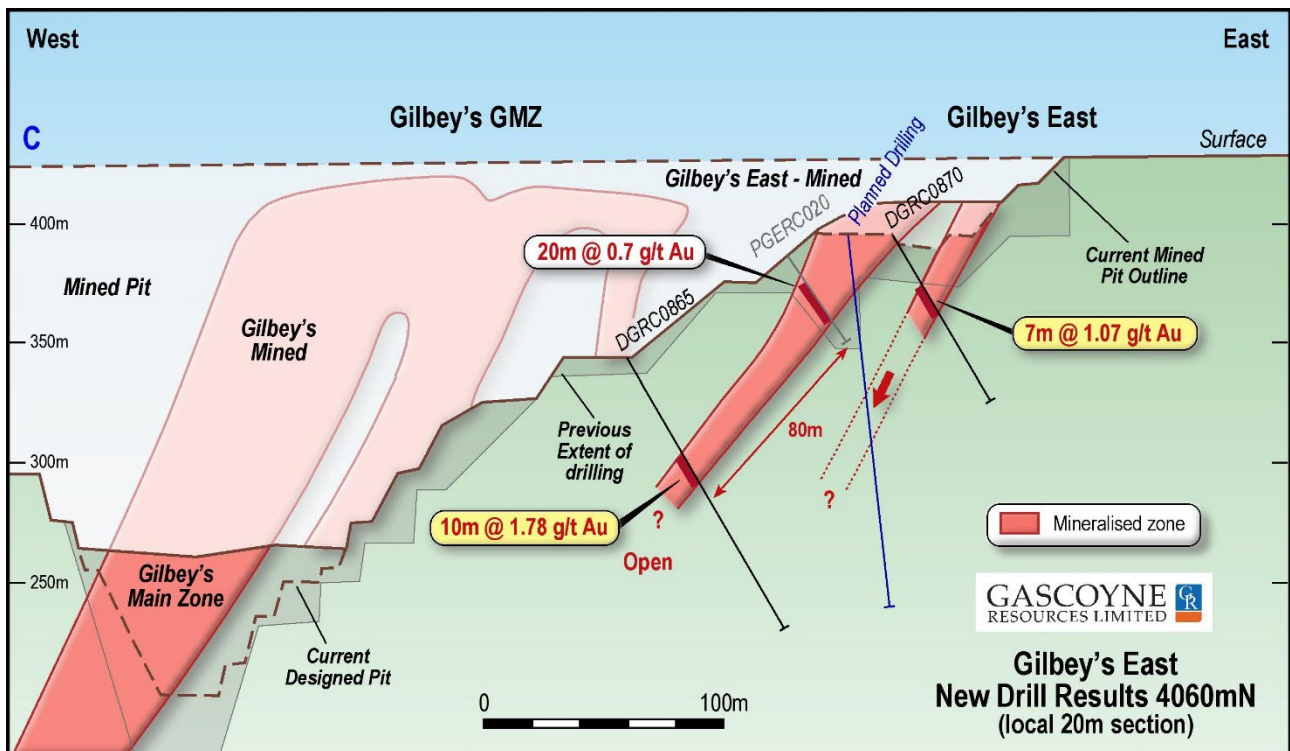 West
East
Gilbey's GMZ
Gilbey's East
C
Surface
Gilbey's East - Mined
Planned Drilling
PGERC020
DGRC0870
400m
20m @ 0.7 g/t Au
Current Mined
Pit Outline
Mined Pit
DGRC0865
Gilbey's
Mined
350m
7m @ 1.07 g/t Au
Previous
Extent of
drilling
80m
300m
?
?
10m @ 1.78 g/t Au
Open
Mineralised zone
Gilbey's
Main Zone
250m
GASCOYNE
RESOURCES LIMITED
GR
Current
Designed Pit
Gilbey's East
New Drill Results 4060mN
(local 20m section)
0
100m